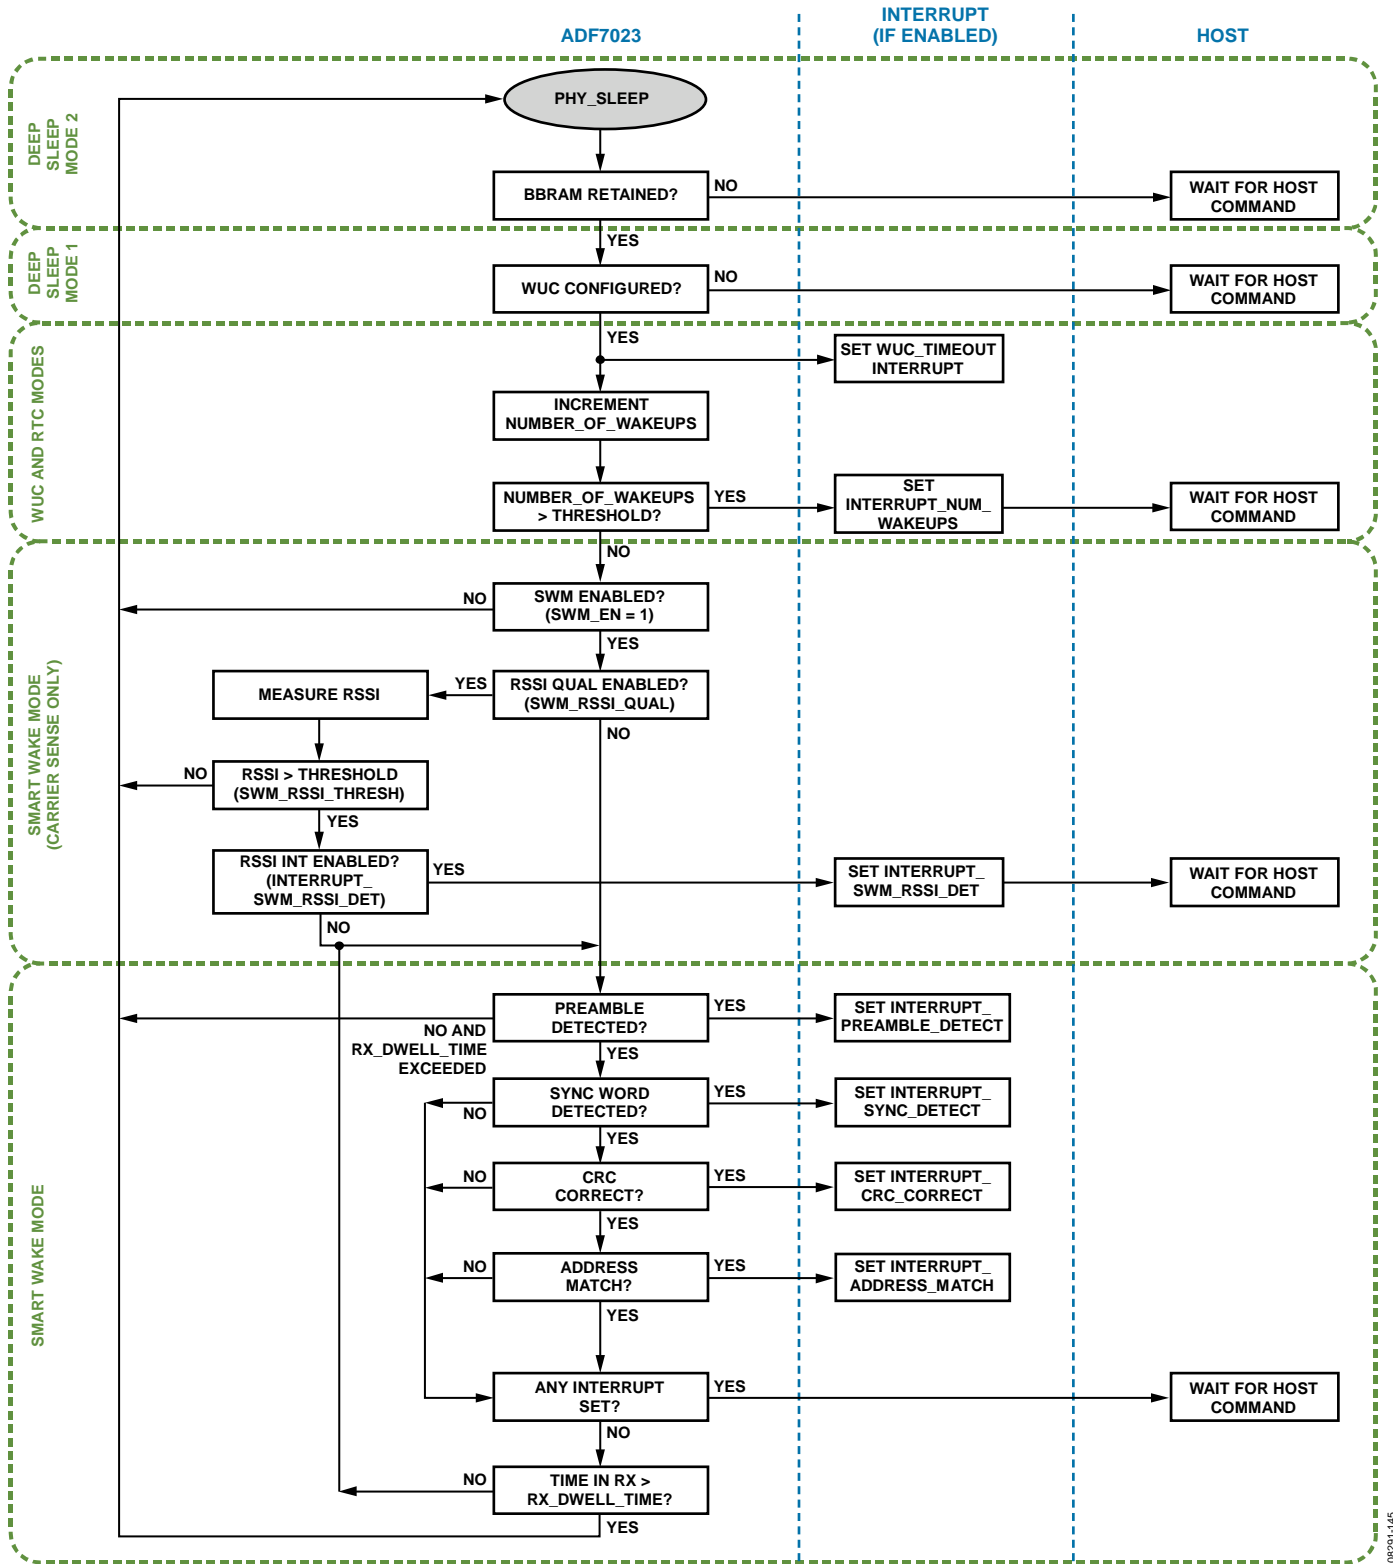 ADF7023
INTERRUPT
(IF ENABLED)
HOST
DEEP
SLEEP
MODE 2
PHY_SLEEP
BBRAM RETAINED?
NO
WAIT FOR HOST
COMMAND
YES
DEEP
SLEEP
MODE 1
WUC CONFIGURED?
NO
WAIT FOR HOST
COMMAND
YES
WUC AND RTC MODES
SET WUC_TIMEOUT
INTERRUPT
INCREMENT
NUMBER_OF_WAKEUPS
NUMBER_OF_WAKEUPS
> THRESHOLD?
YES
SET
INTERRUPT_NUM_
WAKEUPS
WAIT FOR HOST
COMMAND
NO
SMART WAKE MODE
(CARRIER SENSE ONLY)
SWM ENABLED?
(SWM_EN = 1)
NO
YES
RSSI QUAL ENABLED?
(SWM_RSSI_QUAL)
YES
MEASURE RSSI
NO
RSSI > THRESHOLD
(SWM_RSSI_THRESH)
NO
YES
RSSI INT ENABLED?
(INTERRUPT_
SWM_RSSI_DET)
YES
SET INTERRUPT_
SWM_RSSI_DET
WAIT FOR HOST
COMMAND
NO
SMART WAKE MODE
PREAMBLE
DETECTED?
YES
SET INTERRUPT_
PREAMBLE_DETECT
NO AND
RX_DWELL_TIME
EXCEEDED
YES
SYNC WORD
DETECTED?
YES
SET INTERRUPT_
SYNC_DETECT
NO
YES
CRC
CORRECT?
NO
YES
SET INTERRUPT_
CRC_CORRECT
YES
ADDRESS
MATCH?
NO
YES
SET INTERRUPT_
ADDRESS_MATCH
YES
ANY INTERRUPT
SET?
YES
WAIT FOR HOST
COMMAND
NO
TIME IN RX >
RX_DWELL_TIME?
NO
YES
08291-145